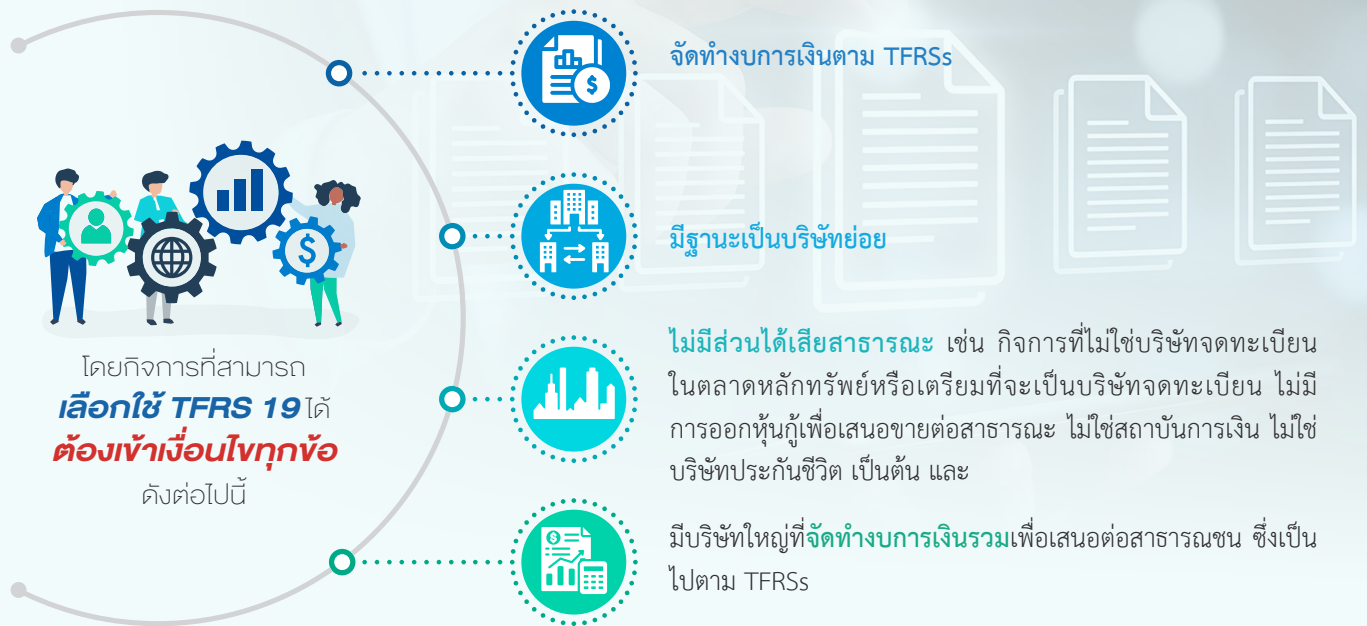 โดยกิจการที่สามารถ
เลือกใช้ TFRS 19 ได้
ต้องเข้าเงื่อนไขทุกข้อ
ดังต่อไปนี้
จัดทำงบการเงินตาม TFRSs
มีฐานะเป็นบริษัทย่อย
ไม่มีส่วนได้เสียสาธารณะ เช่น กิจการที่ไม่ใช่บริษัทจดทะเบียน
ในตลาดหลักทรัพย์หรือเตรียมที่จะเป็นบริษัทจดทะเบียน ไม่มี
การออกหุ้นกู้เพื่อเสนอขายต่อสาธารณะ ไม่ใช่สถาบันการเงิน ไม่ใช่
บริษัทประกันชีวิต เป็นต้น และ
มีบริษัทใหญ่ที่จัดทำงบการเงินรวมเพื่อเสนอต่อสาธารณชน ซึ่งเป็น
ไปตาม TFRSs